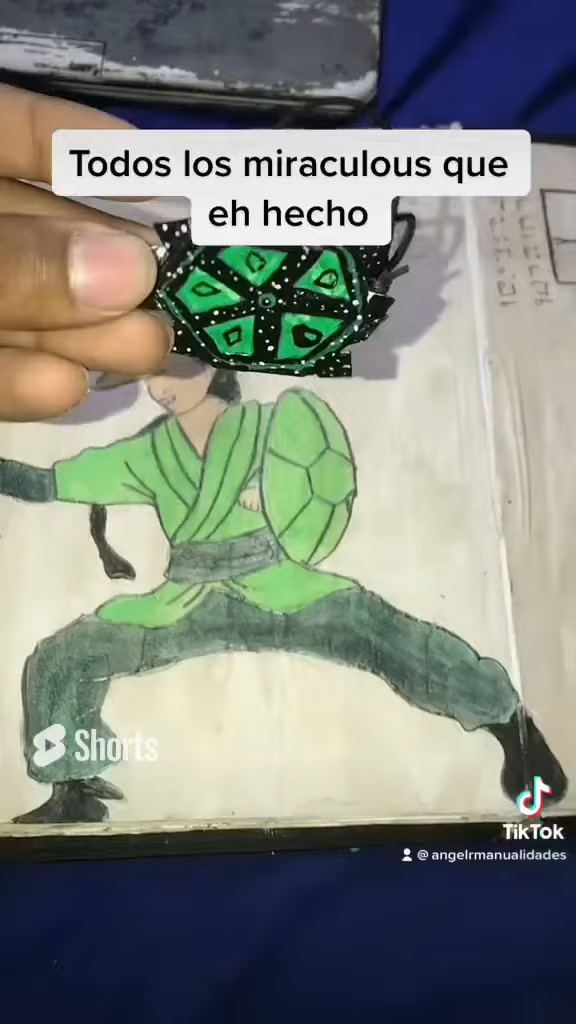 Todos los miraculous que
eh hecho
Shorts
TikTok
@angelrmanualidades